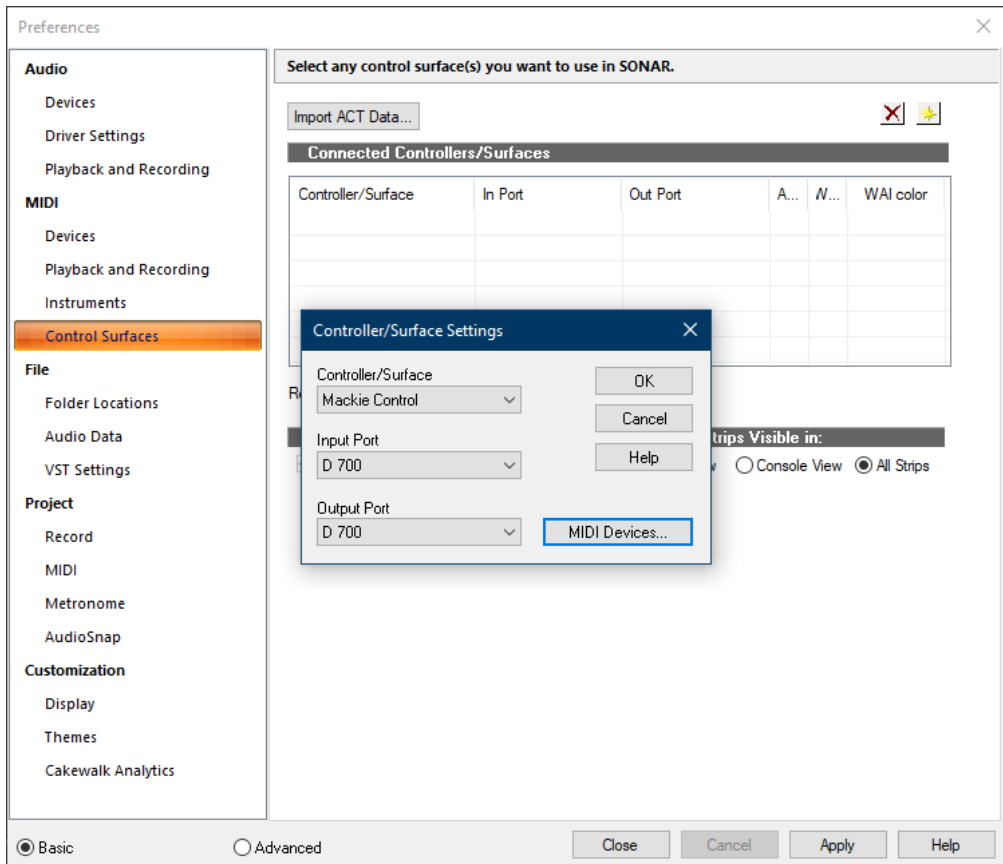 Preferences
Audio
Devices
Driver Settings
Playback and Recording
MIDI
Devices
Playback and Recording
Instruments
Control Surfaces
File
Folder Locations
Audio Data
VST Settings
Project
Record
MIDI
Metronome
AudioSnap
Customization
Display
Themes
Cakewalk Analytics
Basic
Advanced
Select any control surface(s) you want to use in SONAR.
Import ACT Data...
Connected Controllers/Surfaces
Controller/Surface In Port Out Port A... W... WAI color
Controller/Surface Settings
Controller/Surface
Mackie Control
Input Port
D 700
Output Port
D 700
OK
Cancel
Help
MIDI Devices...
Visible in:
Console View All Strips
Close Cancel Apply Help